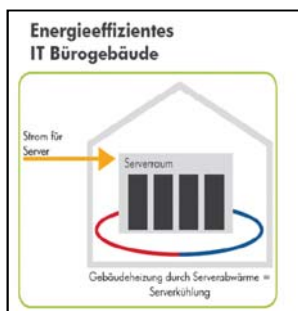 Energieeffizientes
IT Bürogebäude
Strom für
Server
Serverraum
Gebäudeheizung durch Serverabwärme =
Serverkühlung